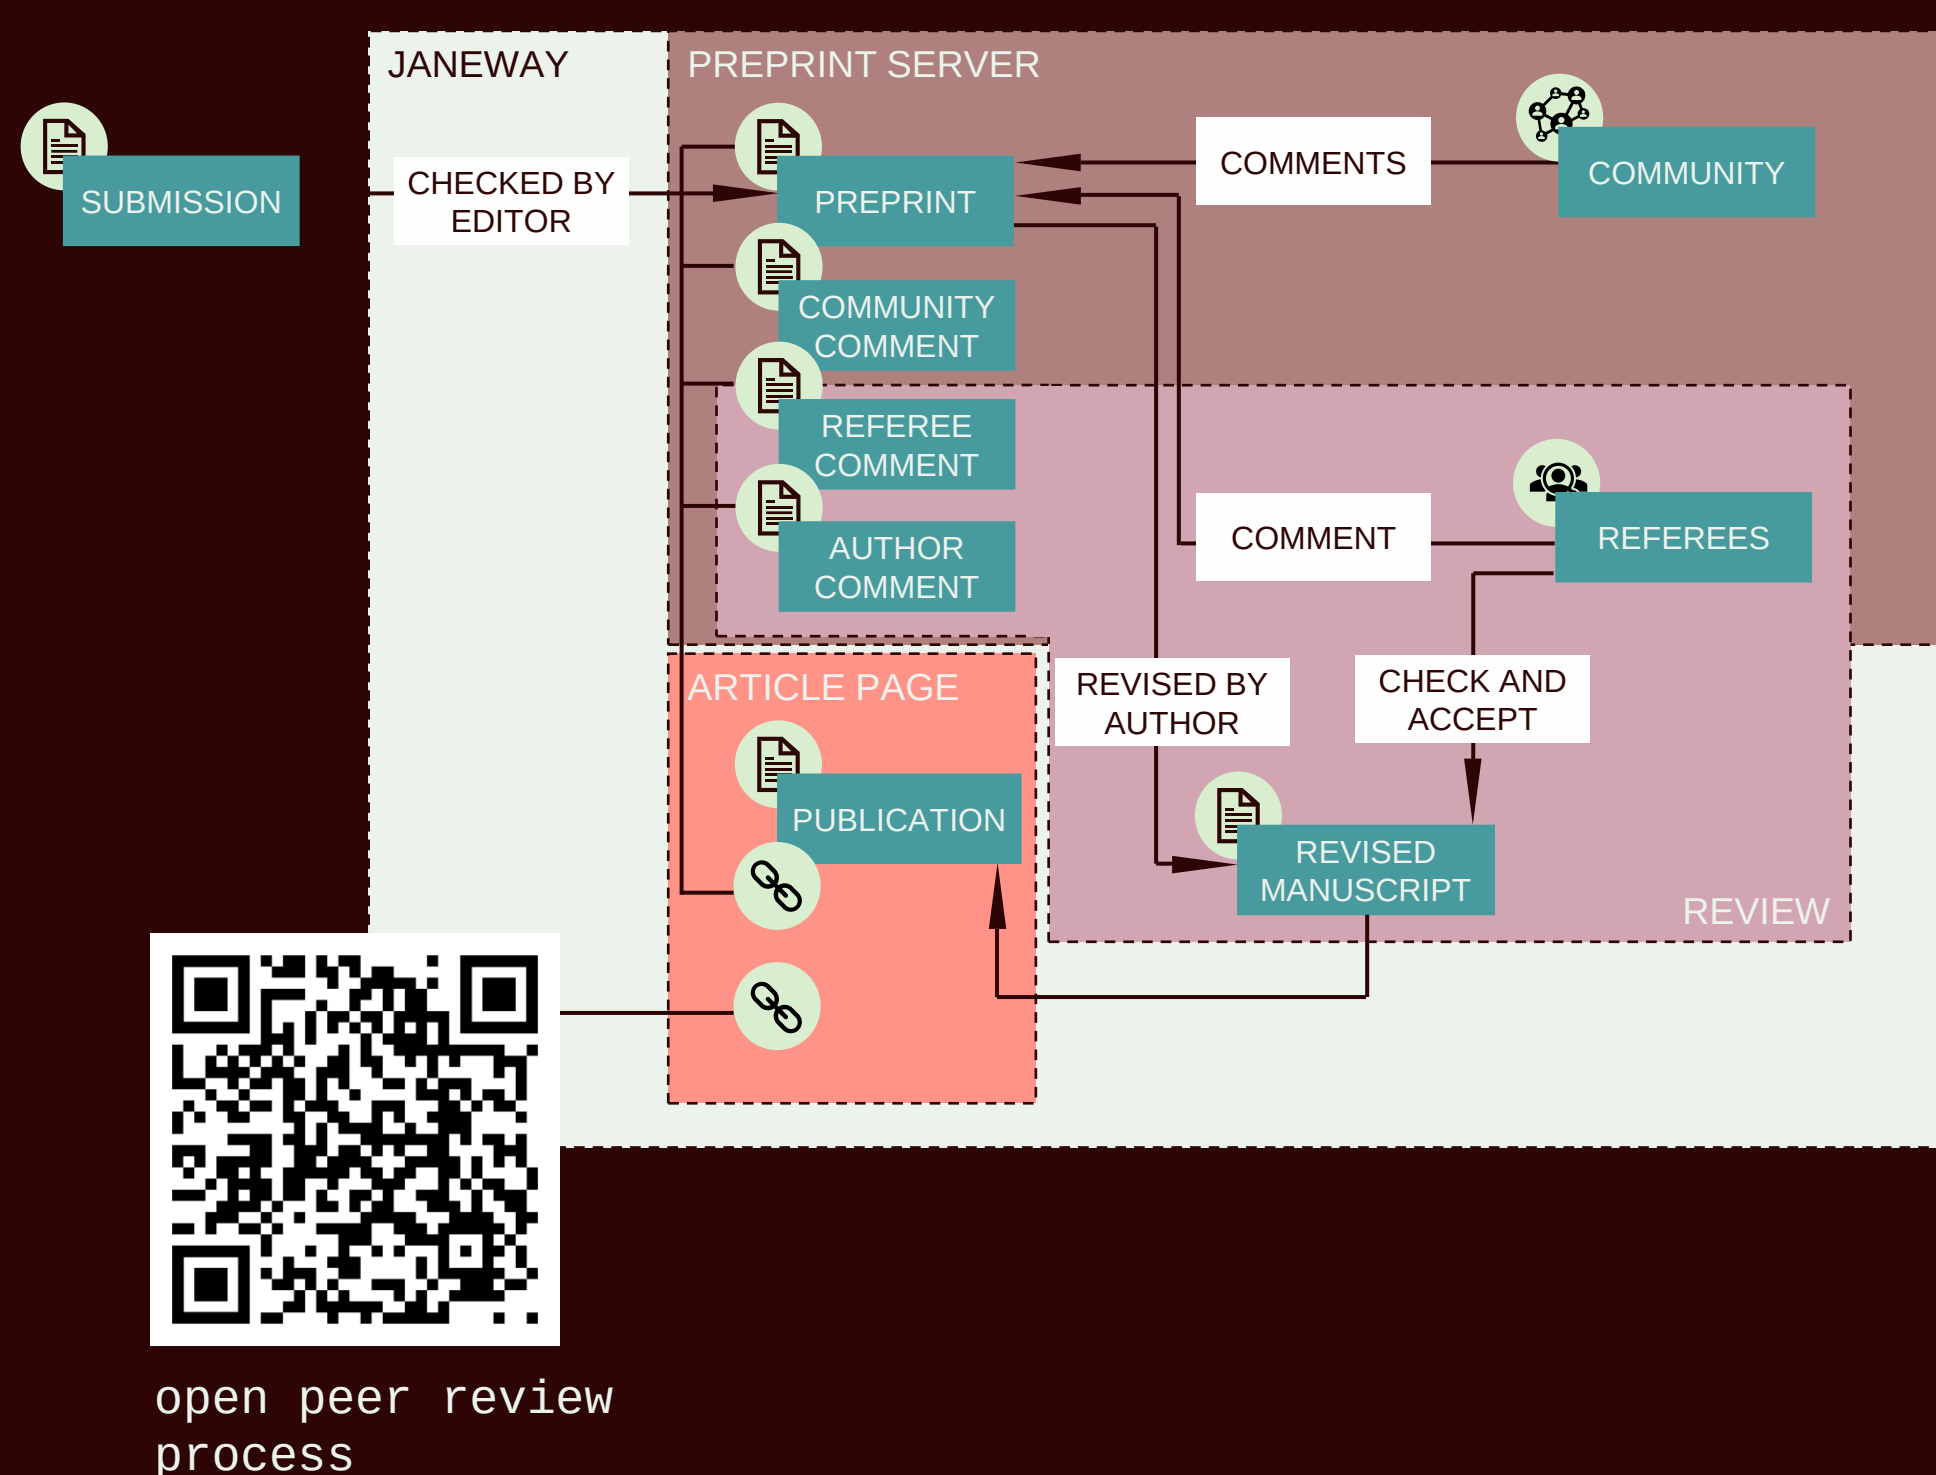 JANEWAY
PREPRINT SERVER
SUBMISSION
CHECKED BY
EDITOR
PREPRINT
COMMENTS
COMMUNITY
COMMUNITY
COMMENT
REFEREE
COMMENT
AUTHOR
COMMENT
COMMENT
REFEREES
ARTICLE PAGE
REVISED BY
AUTHOR
CHECK AND
ACCEPT
PUBLICATION
REVISED
MANUSCRIPT
REVIEW
open peer review
process